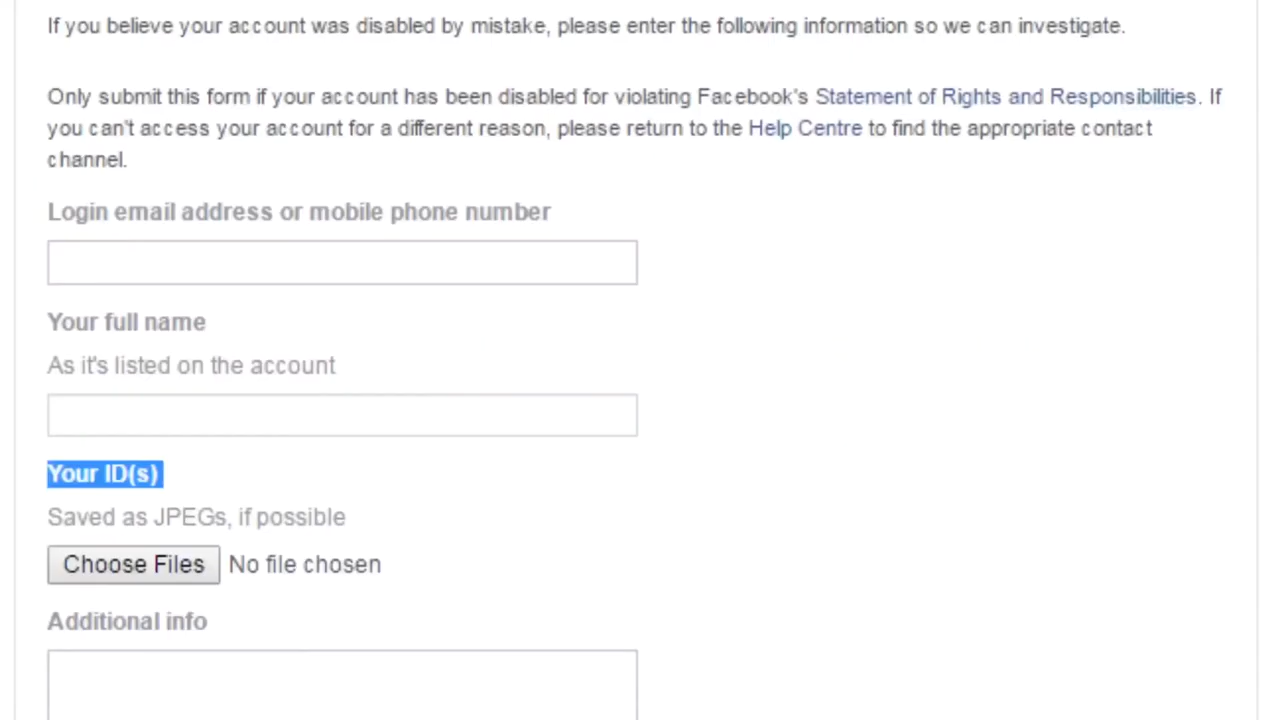 If you believe your account was disabled by mistake, please enter the following information so we can investigate.
Only submit this form if your account has been disabled for violating Facebook's Statement of Rights and Responsibilities. If
you can't access your account for a different reason, please return to the Help Centre to find the appropriate contact
channel.
Login email address or mobile phone number
Your full name
As it's listed on the account
Your ID(s)
Saved as JPEGs, if possible
Choose Files No file chosen
Additional info